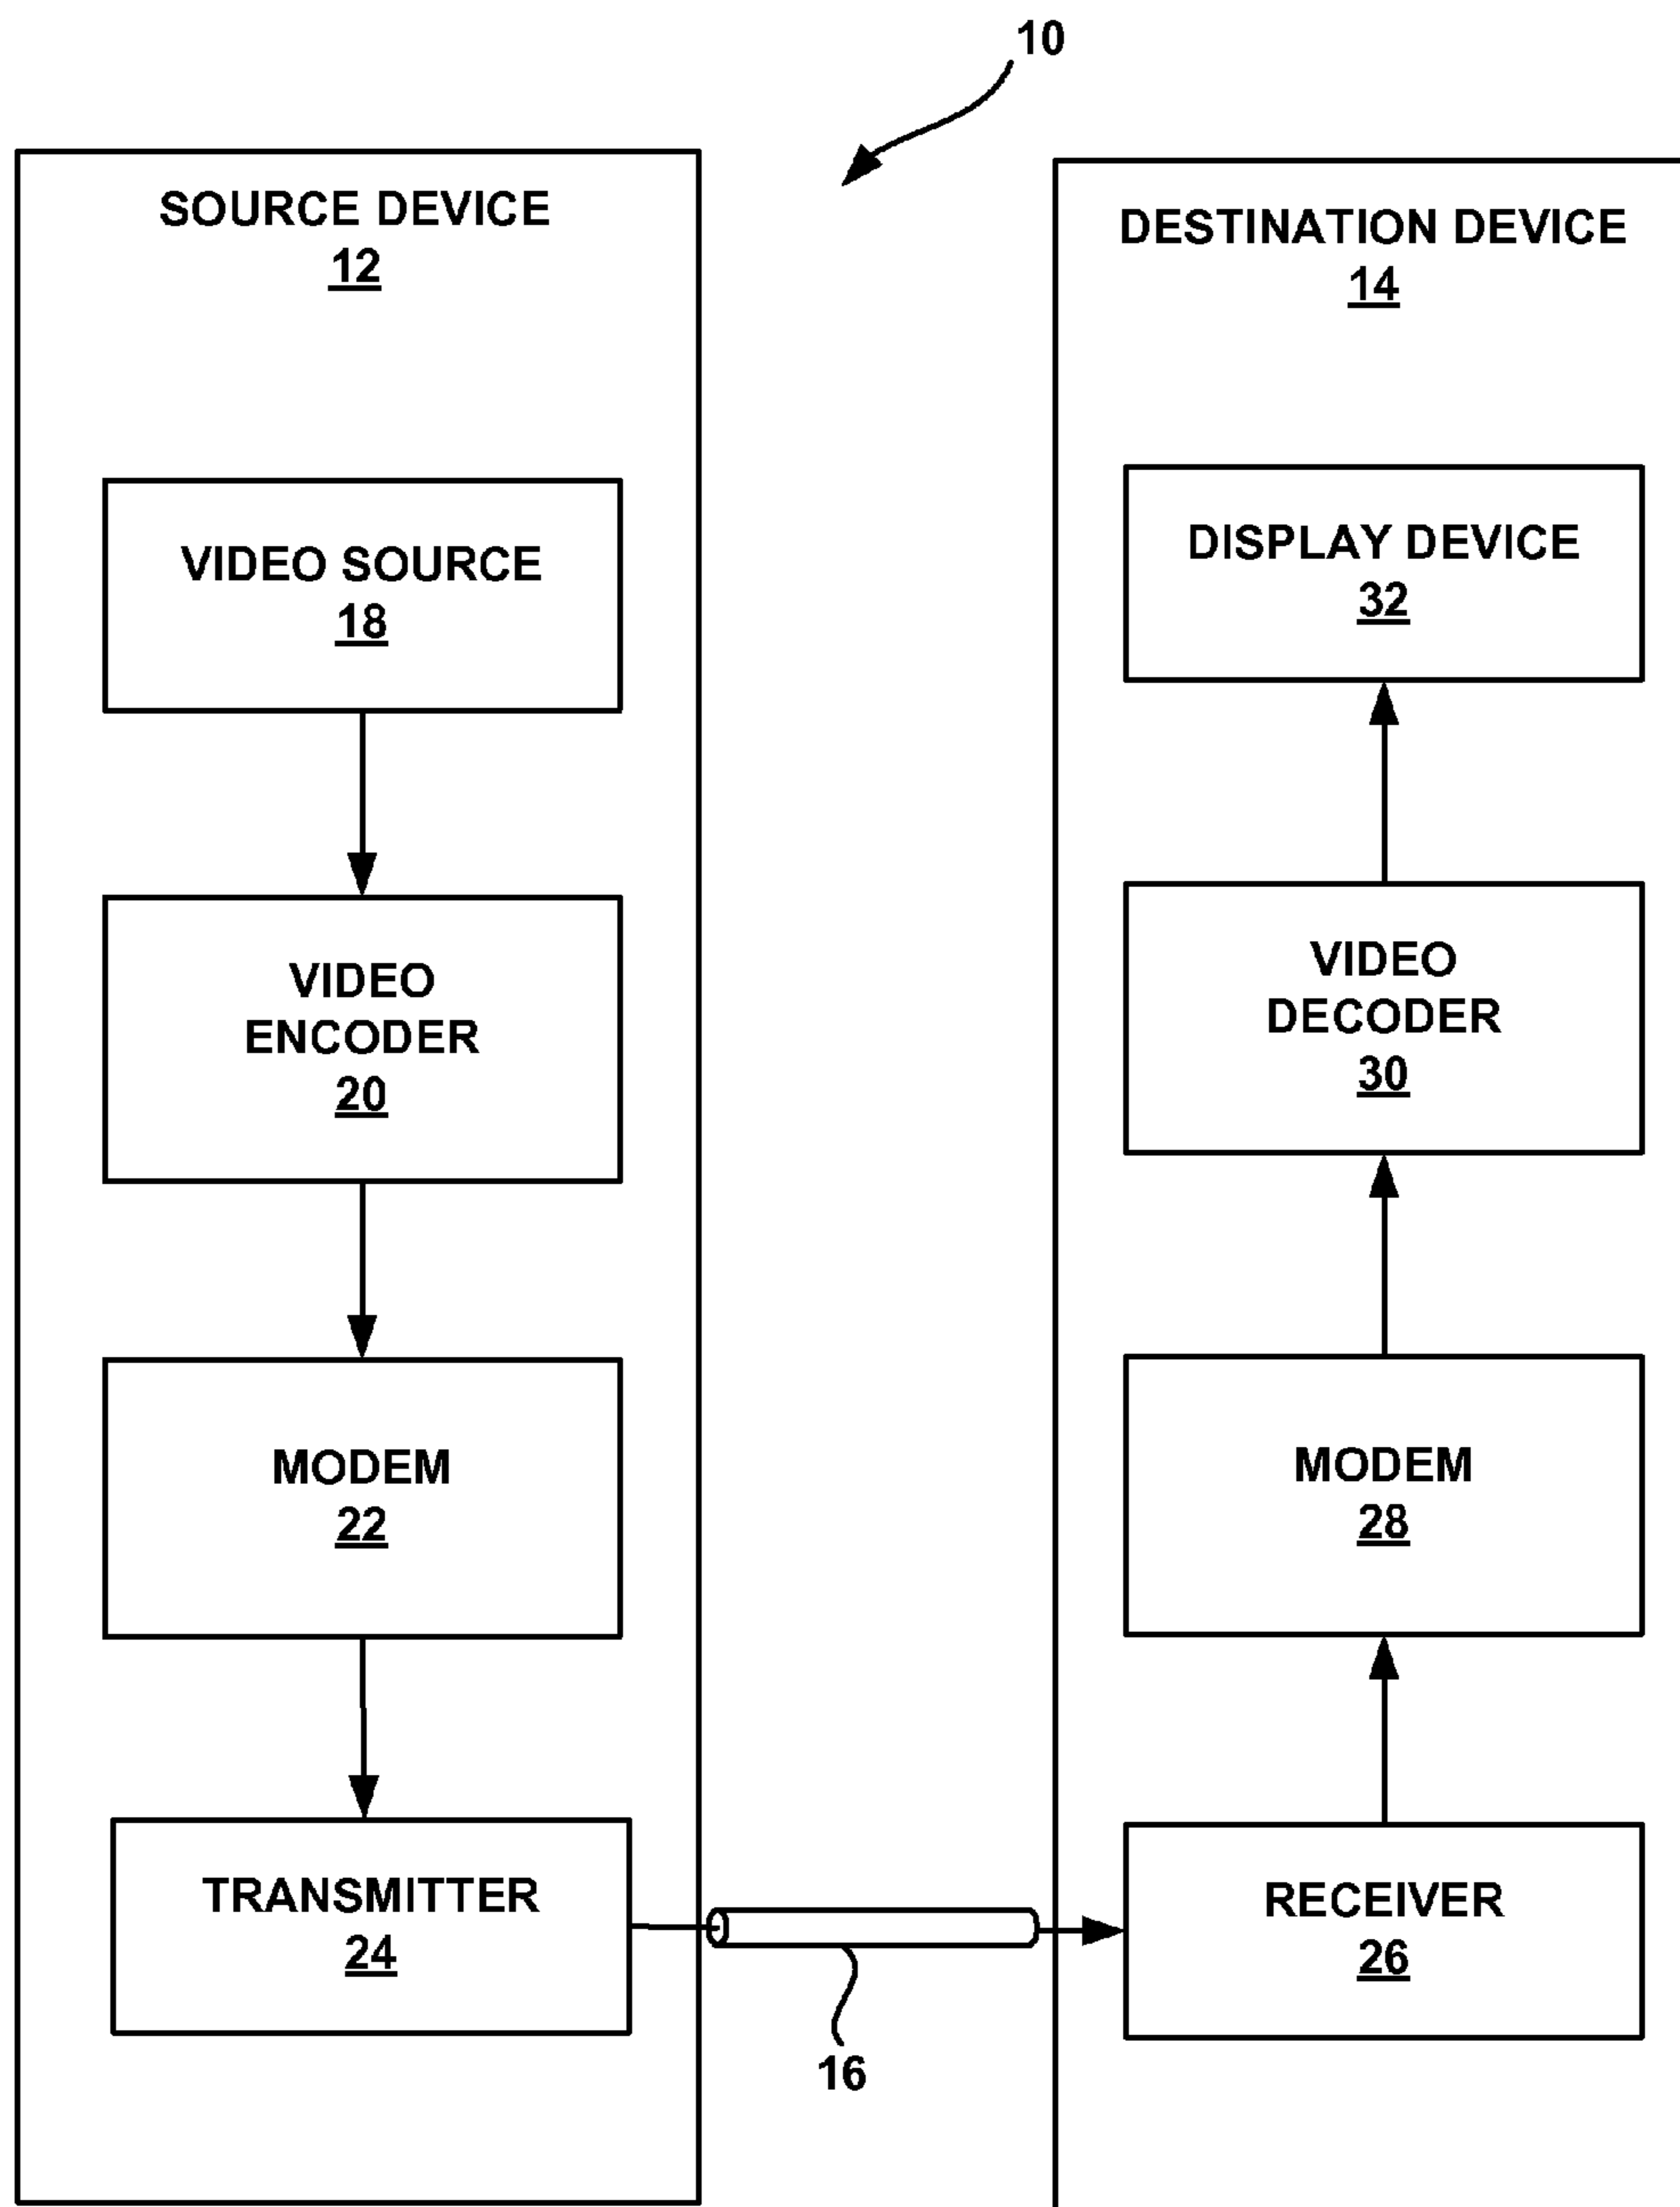 10
SOURCE DEVICE
12
VIDEO SOURCE
18
VIDEO
ENCODER
20
MODEM
22
TRANSMITTER
24
16
DESTINATION DEVICE
14
DISPLAY DEVICE
32
VIDEO
DECODER
30
MODEM
28
RECEIVER
26